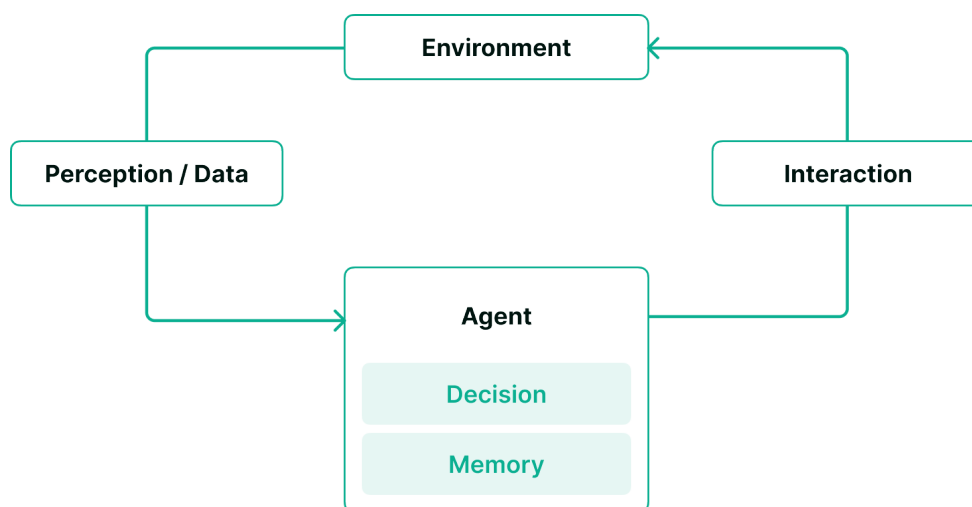 Environment
Perception / Data
Interaction
Agent
Decision
Memory